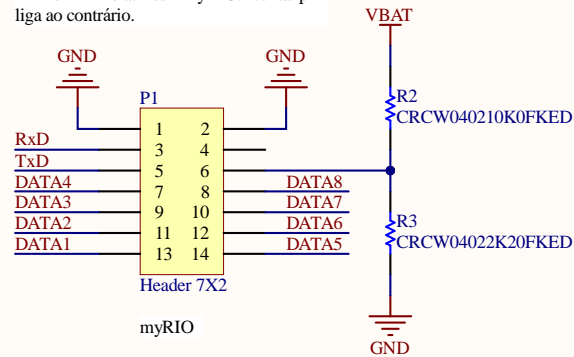 liga ao contrário.
VBAT
GND
GND
P1
R2
CRCW040210K0FKED
1 2
RxD 3 4
TxD 5 6
DATA4 7 8 DATA8
DATA3 9 10 DATA7
DATA2 11 12 DATA6
DATA1 13 14 DATA5
R3
CRCW04022K20FKED
Header 7X2
myRIO
GND